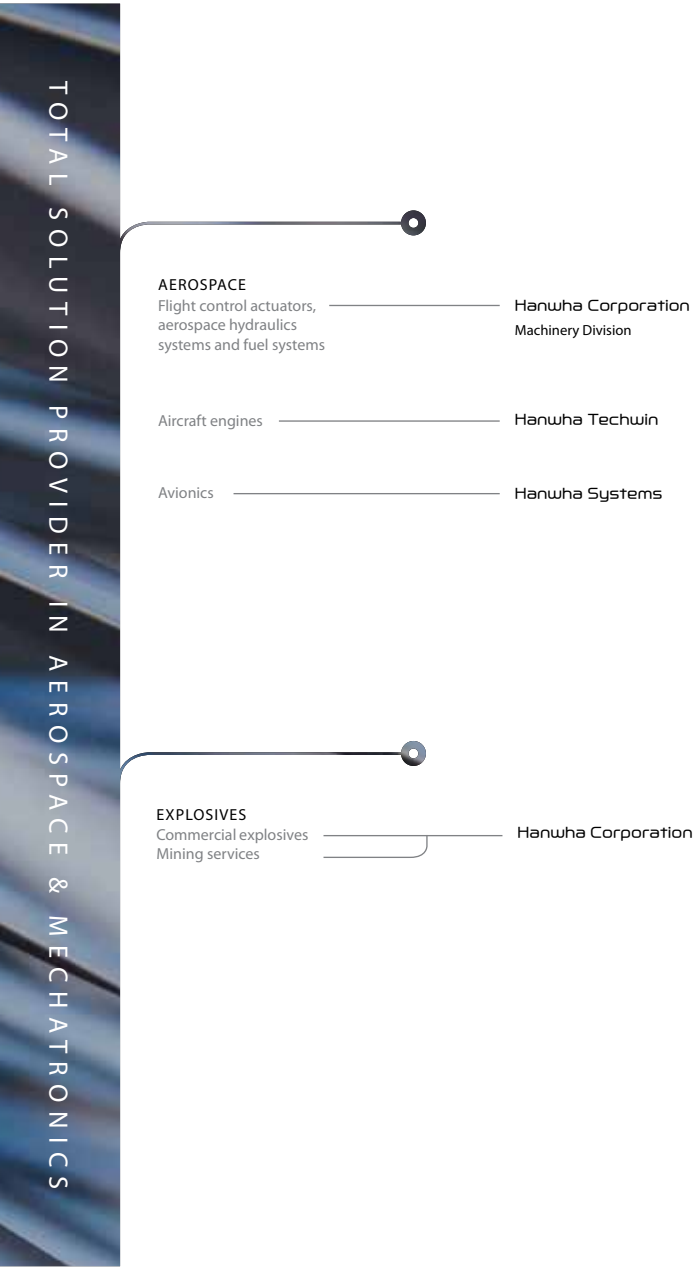 TOTAL SOLUTION PROVIDER IN AEROSPACE & MECHATRONICS
AEROSPACE
Flight control actuators,
aerospace hydraulics
systems and fuel systems
Hanwha Corporation
Machinery Division
Aircraft engines
Hanwha Techwin
Avionics
Hanwha Systems
EXPLOSIVES
Commercial explosives
Mining services
Hanwha Corporation